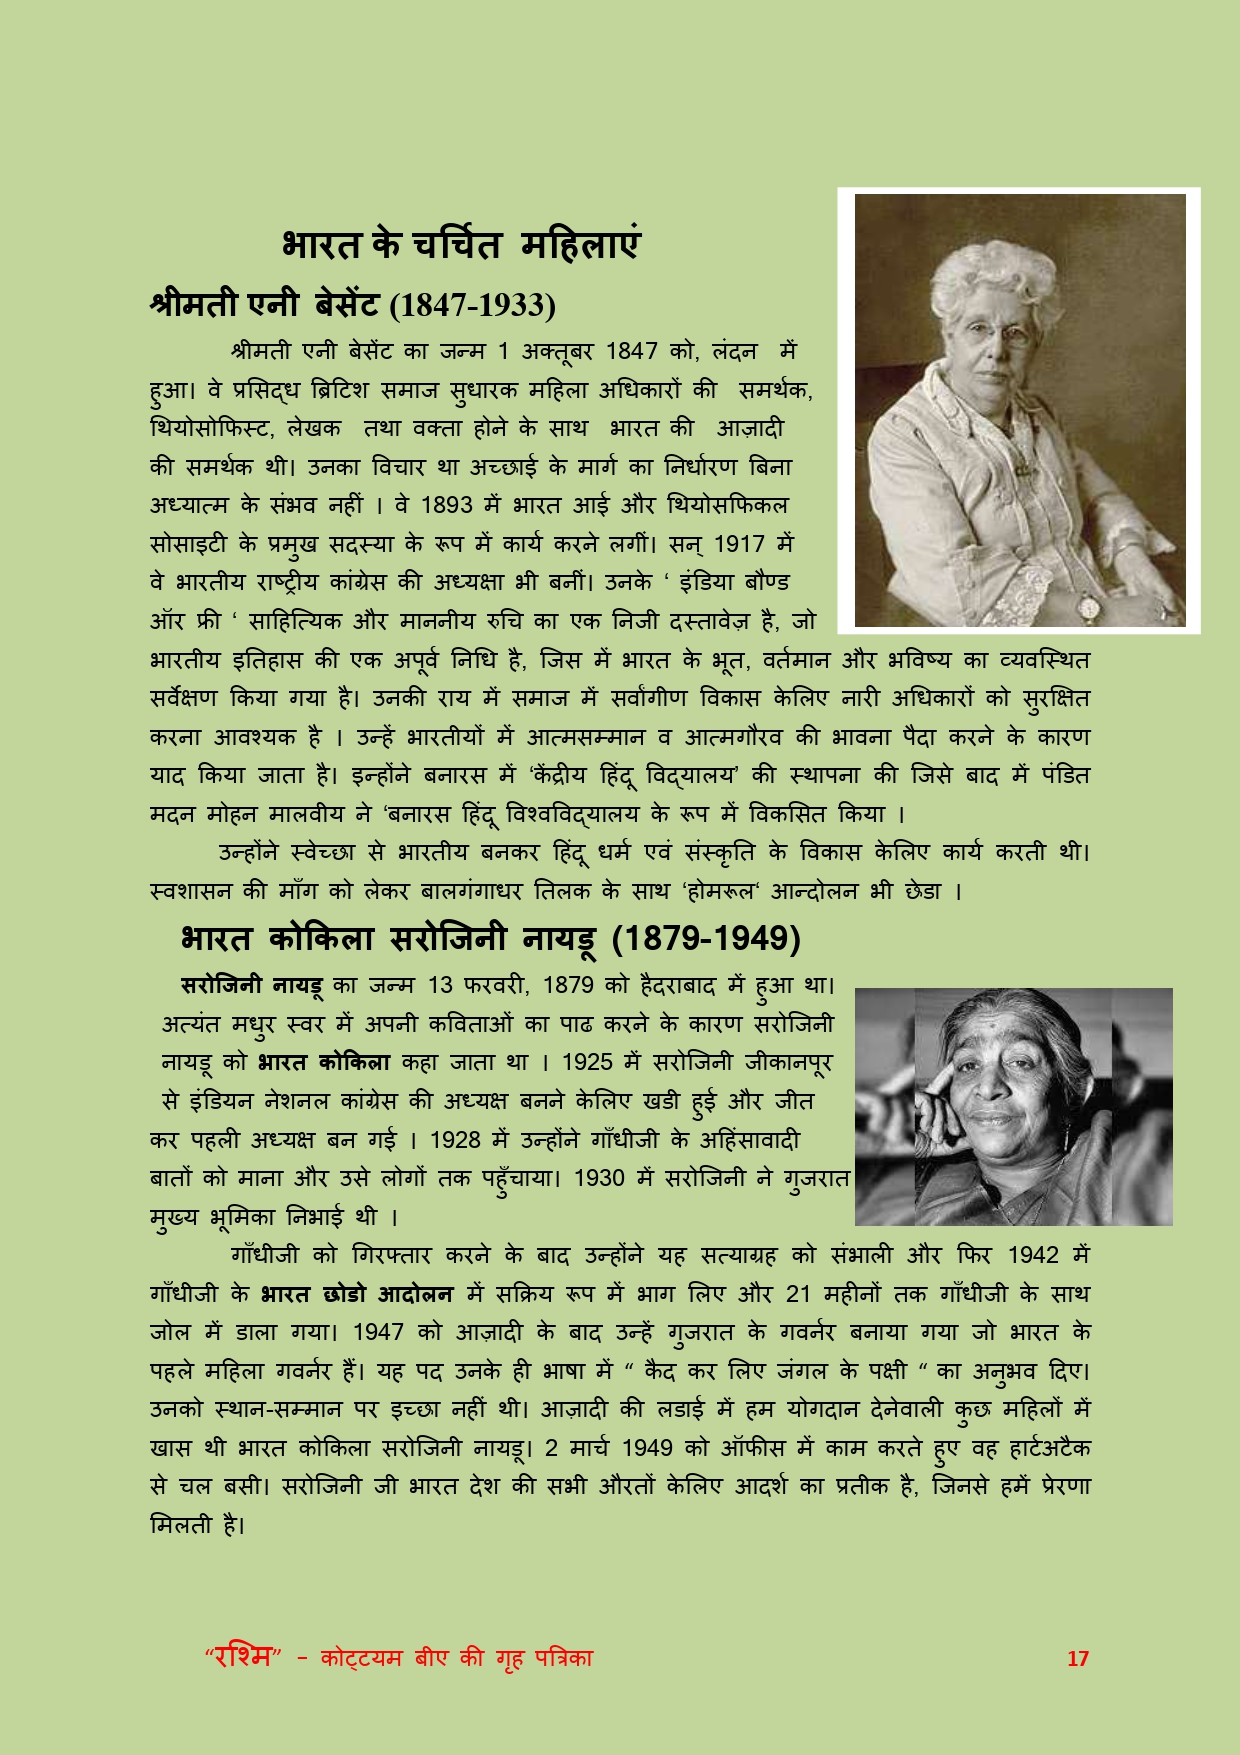 भारत के चर्चित महिलाएं
श्रीमती एनी बेसेंट (1847-1933)
श्रीमती एनी बेसेंट का जन्म 1 अक्तूबर 1847 को, लंदन में
हुआ। वे प्रसिद्ध ब्रिटिश समाज सुधारक महिला अधिकारों की समर्थक,
थियोसोफिस्ट, लेखक तथा वक्ता होने के साथ भारत की आज़ादी
की समर्थक थी। उनका विचार था अच्छाई के मार्ग का निर्धारण बिना
अध्यात्म के संभव नहीं । वे 1893 में भारत आई और थियोसफिकल
सोसाइटी के प्रमुख सदस्या के रूप में कार्य करने लगीं। सन् 1917 में
वे भारतीय राष्ट्रीय कांग्रेस की अध्यक्षा भी बनीं। उनके ‘ इंडिया बौण्ड
ऑर फ्री ‘ साहित्यिक और माननीय रुचि का एक निजी दस्तावेज़ है, जो
भारतीय इतिहास की एक अपूर्व निधि है, जिस में भारत के भूत, वर्तमान और भविष्य का व्यवस्थित
सर्वेक्षण किया गया है। उनकी राय में समाज में सर्वांगीण विकास केलिए नारी अधिकारों को सुरक्षित
करना आवश्यक है । उन्हें भारतीयों में आत्मसम्मान व आत्मगौरव की भावना पैदा करने के कारण
याद किया जाता है। इन्होंने बनारस में ‘केंद्रीय हिंदू विद्यालय’ की स्थापना की जिसे बाद में पंडित
मदन मोहन मालवीय ने ‘बनारस हिंदू विश्वविद्यालय के रूप में विकसित किया ।
उन्होंने स्वेच्छा से भारतीय बनकर हिंदू धर्म एवं संस्कृति के विकास केलिए कार्य करती थी।
स्वशासन की माँग को लेकर बालगंगाधर तिलक के साथ ‘होमरूल‘ आन्दोलन भी छेडा ।
भारत कोकिला सरोजिनी नायडू (1879-1949)
सरोजिनी नायडू का जन्म 13 फरवरी, 1879 को हैदराबाद में हुआ था।
अत्यंत मधुर स्वर में अपनी कविताओं का पाढ करने के कारण सरोजिनी
नायडू को भारत कोकिला कहा जाता था । 1925 में सरोजिनी जीकानपूर
से इंडियन नेशनल कांग्रेस की अध्यक्ष बनने केलिए खडी हुई और जीत
कर पहली अध्यक्ष बन गई । 1928 में उन्होंने गाँधीजी के अहिंसावादी
बातों को माना और उसे लोगों तक पहुँचाया। 1930 में सरोजिनी ने गुजरात
मुख्य भूमिका निभाई थी ।
गाँधीजी को गिरफ्तार करने के बाद उन्होंने यह सत्याग्रह को संभाली और फिर 1942 में
गाँधीजी के भारत छोडो आदोलन में सक्रिय रूप में भाग लिए और 21 महीनों तक गाँधीजी के साथ
जोल में डाला गया। 1947 को आज़ादी के बाद उन्हें गुजरात के गवर्नर बनाया गया जो भारत के
पहले महिला गवर्नर हैं। यह पद उनके ही भाषा में “ कैद कर लिए जंगल के पक्षी “ का अनुभव दिए।
उनको स्थान-सम्मान पर इच्छा नहीं थी। आज़ादी की लडाई में हम योगदान देनेवाली कुछ महिलों में
खास थी भारत कोकिला सरोजिनी नायडू। 2 मार्च 1949 को ऑफीस में काम करते हुए वह हार्टअटैक
से चल बसी। सरोजिनी जी भारत देश की सभी औरतों केलिए आदर्श का प्रतीक है, जिनसे हमें प्रेरणा
मिलती है।
“रश्मि” – कोट्टयम बीए की गृह पत्रिका 17